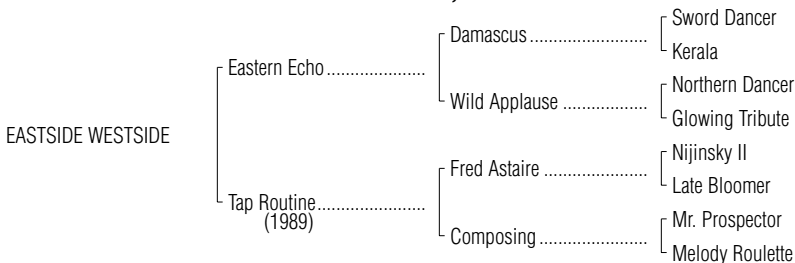 Sword Dancer
Damascus
Kerala
Eastern Echo
Northern Dancer
Wild Applause
Glowing Tribute
EASTSIDE WESTSIDE
Nijinsky II
Fred Astaire
Late Bloomer
Tap Routine
(1989)
Mr. Prospector
Composing
Melody Roulette